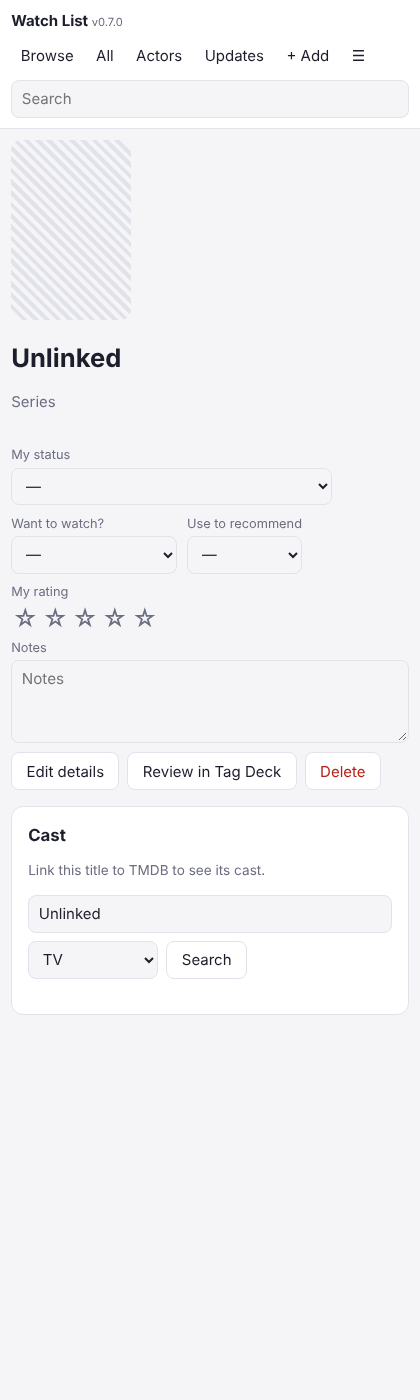 Watch List v0.7.0
Browse All Actors Updates + Add ☰
Search
Unlinked
Series
My status
—
Want to watch? Use to recommend
— —
My rating
☆ ☆ ☆ ☆ ☆
Notes
Notes
Edit details Review in Tag Deck Delete
Cast
Link this title to TMDB to see its cast.
Unlinked
TV Search